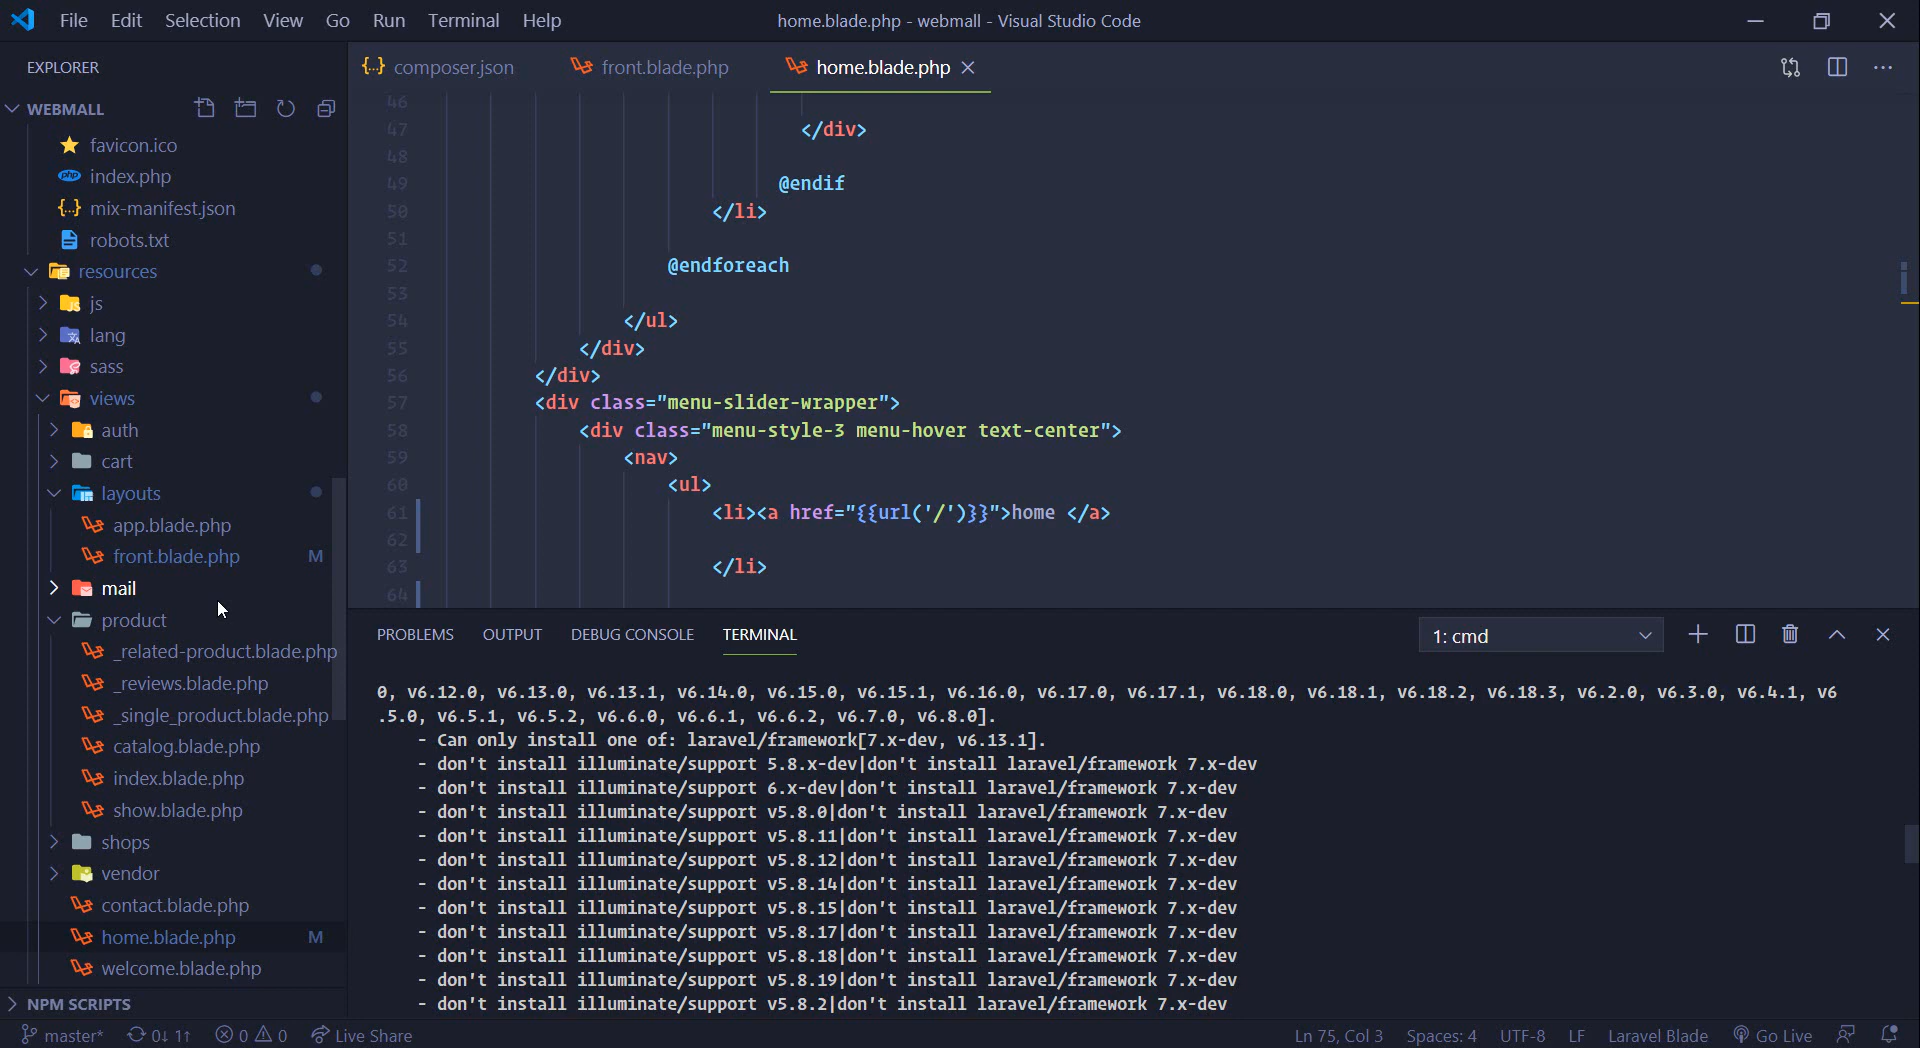 File Edit Selection View Go Run Terminal Help
home.blade.php - webmall - Visual Studio Code
EXPLORER
WEBMALL
favicon.ico
index.php
mix-manifest.json
robots.txt
resources
js
lang
sass
views
auth
cart
layouts
app.blade.php
front.blade.php M
mail
product
_related-product.blade.php
_reviews.blade.php
_single_product.blade.php
catalog.blade.php
index.blade.php
show.blade.php
shops
vendor
contact.blade.php
home.blade.php M
welcome.blade.php
NPM SCRIPTS
composer.json front.blade.php home.blade.php
46
47 </div>
48
49 @endif
50 </li>
51
52 @endforeach
53
54 </ul>
55 </div>
56 </div>
57 <div class="menu-slider-wrapper">
58 <div class="menu-style-3 menu-hover text-center">
59 <nav>
60 <ul>
61 <li><a href="{{url('/')}}">home </a>
62
63 </li>
64
PROBLEMS OUTPUT DEBUG CONSOLE TERMINAL
1: cmd
0, v6.12.0, v6.13.0, v6.13.1, v6.14.0, v6.15.0, v6.15.1, v6.16.0, v6.17.0, v6.17.1, v6.18.0, v6.18.1, v6.18.2, v6.18.3, v6.2.0, v6.3.0, v6.4.1, v6
.5.0, v6.5.1, v6.5.2, v6.6.0, v6.6.1, v6.6.2, v6.7.0, v6.8.0].
- Can only install one of: laravel/framework[7.x-dev, v6.13.1].
- don't install illuminate/support 5.8.x-dev|don't install laravel/framework 7.x-dev
- don't install illuminate/support 6.x-dev|don't install laravel/framework 7.x-dev
- don't install illuminate/support v5.8.0|don't install laravel/framework 7.x-dev
- don't install illuminate/support v5.8.11|don't install laravel/framework 7.x-dev
- don't install illuminate/support v5.8.12|don't install laravel/framework 7.x-dev
- don't install illuminate/support v5.8.14|don't install laravel/framework 7.x-dev
- don't install illuminate/support v5.8.15|don't install laravel/framework 7.x-dev
- don't install illuminate/support v5.8.17|don't install laravel/framework 7.x-dev
- don't install illuminate/support v5.8.18|don't install laravel/framework 7.x-dev
- don't install illuminate/support v5.8.19|don't install laravel/framework 7.x-dev
- don't install illuminate/support v5.8.2|don't install laravel/framework 7.x-dev
master* 0↓ 1↑ 0 0 Live Share
Ln 75, Col 3 Spaces: 4 UTF-8 LF Laravel Blade Go Live